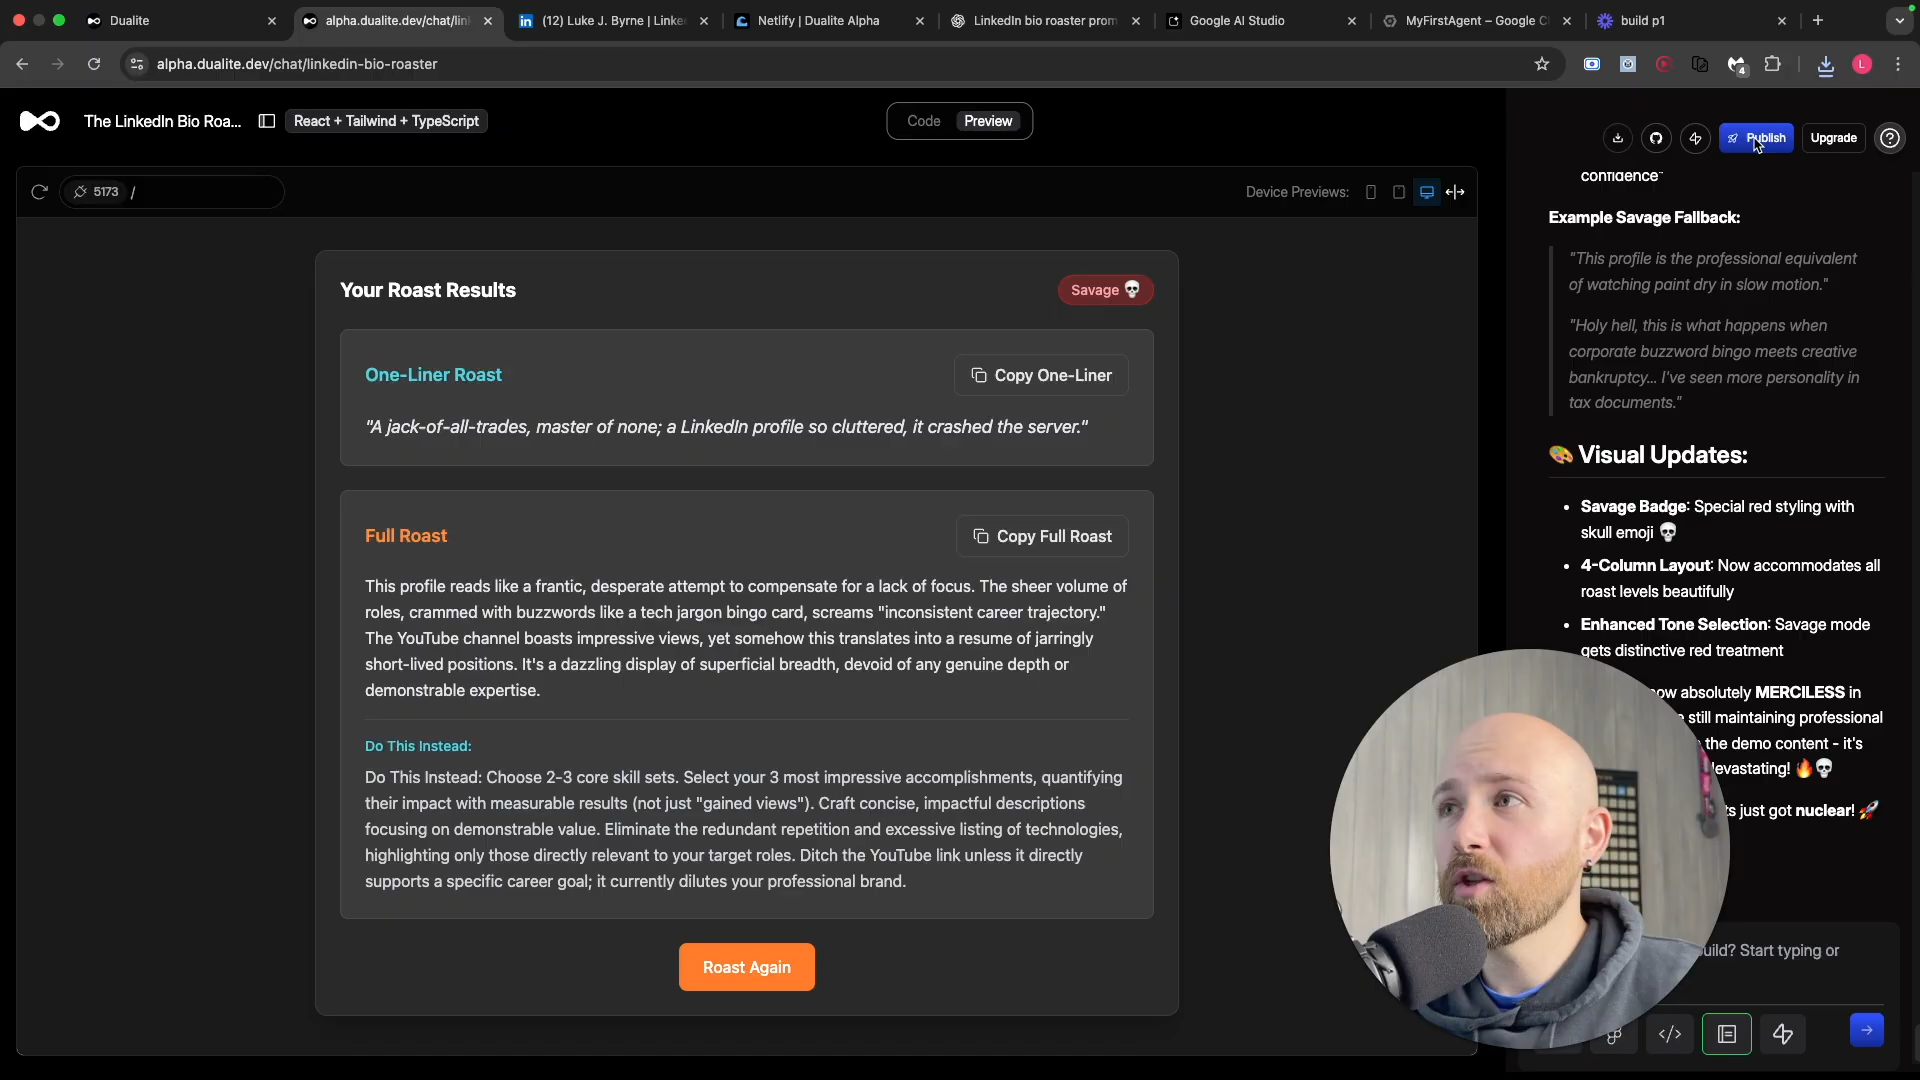 Dualite
alpha.dualite.dev/chat/lin
(12) Luke J. Byrne | Linke
Netlify | Dualite Alpha
LinkedIn bio roaster prom
Google AI Studio
MyFirstAgent – Google C
build p1
alpha.dualite.dev/chat/linkedin-bio-roaster
4
L
The LinkedIn Bio Roa...
React + Tailwind + TypeScript
Code
Preview
Publish
Upgrade
5173
/
Device Previews:
Your Roast Results
Savage 💀
One-Liner Roast
Copy One-Liner
"A jack-of-all-trades, master of none; a LinkedIn profile so cluttered, it crashed the server."
Full Roast
Copy Full Roast
This profile reads like a frantic, desperate attempt to compensate for a lack of focus. The sheer volume of
roles, crammed with buzzwords like a tech jargon bingo card, screams "inconsistent career trajectory."
The YouTube channel boasts impressive views, yet somehow this translates into a resume of jarringly
short-lived positions. It's a dazzling display of superficial breadth, devoid of any genuine depth or
demonstrable expertise.
Do This Instead:
Do This Instead: Choose 2-3 core skill sets. Select your 3 most impressive accomplishments, quantifying
their impact with measurable results (not just "gained views"). Craft concise, impactful descriptions
focusing on demonstrable value. Eliminate the redundant repetition and excessive listing of technologies,
highlighting only those directly relevant to your target roles. Ditch the YouTube link unless it directly
supports a specific career goal; it currently dilutes your professional brand.
Roast Again
confidence"
Example Savage Fallback:
"This profile is the professional equivalent
of watching paint dry in slow motion."
"Holy hell, this is what happens when
corporate buzzword bingo meets creative
bankruptcy... I've seen more personality in
tax documents."
🎨 Visual Updates:
Savage Badge: Special red styling with
skull emoji 💀
4-Column Layout: Now accommodates all
roast levels beautifully
Enhanced Tone Selection: Savage mode
gets distinctive red treatment
now absolutely MERCILESS in
still maintaining professional
the demo content - it's
devastating! 🔥💀
ts just got nuclear! 🚀
uild? Start typing or